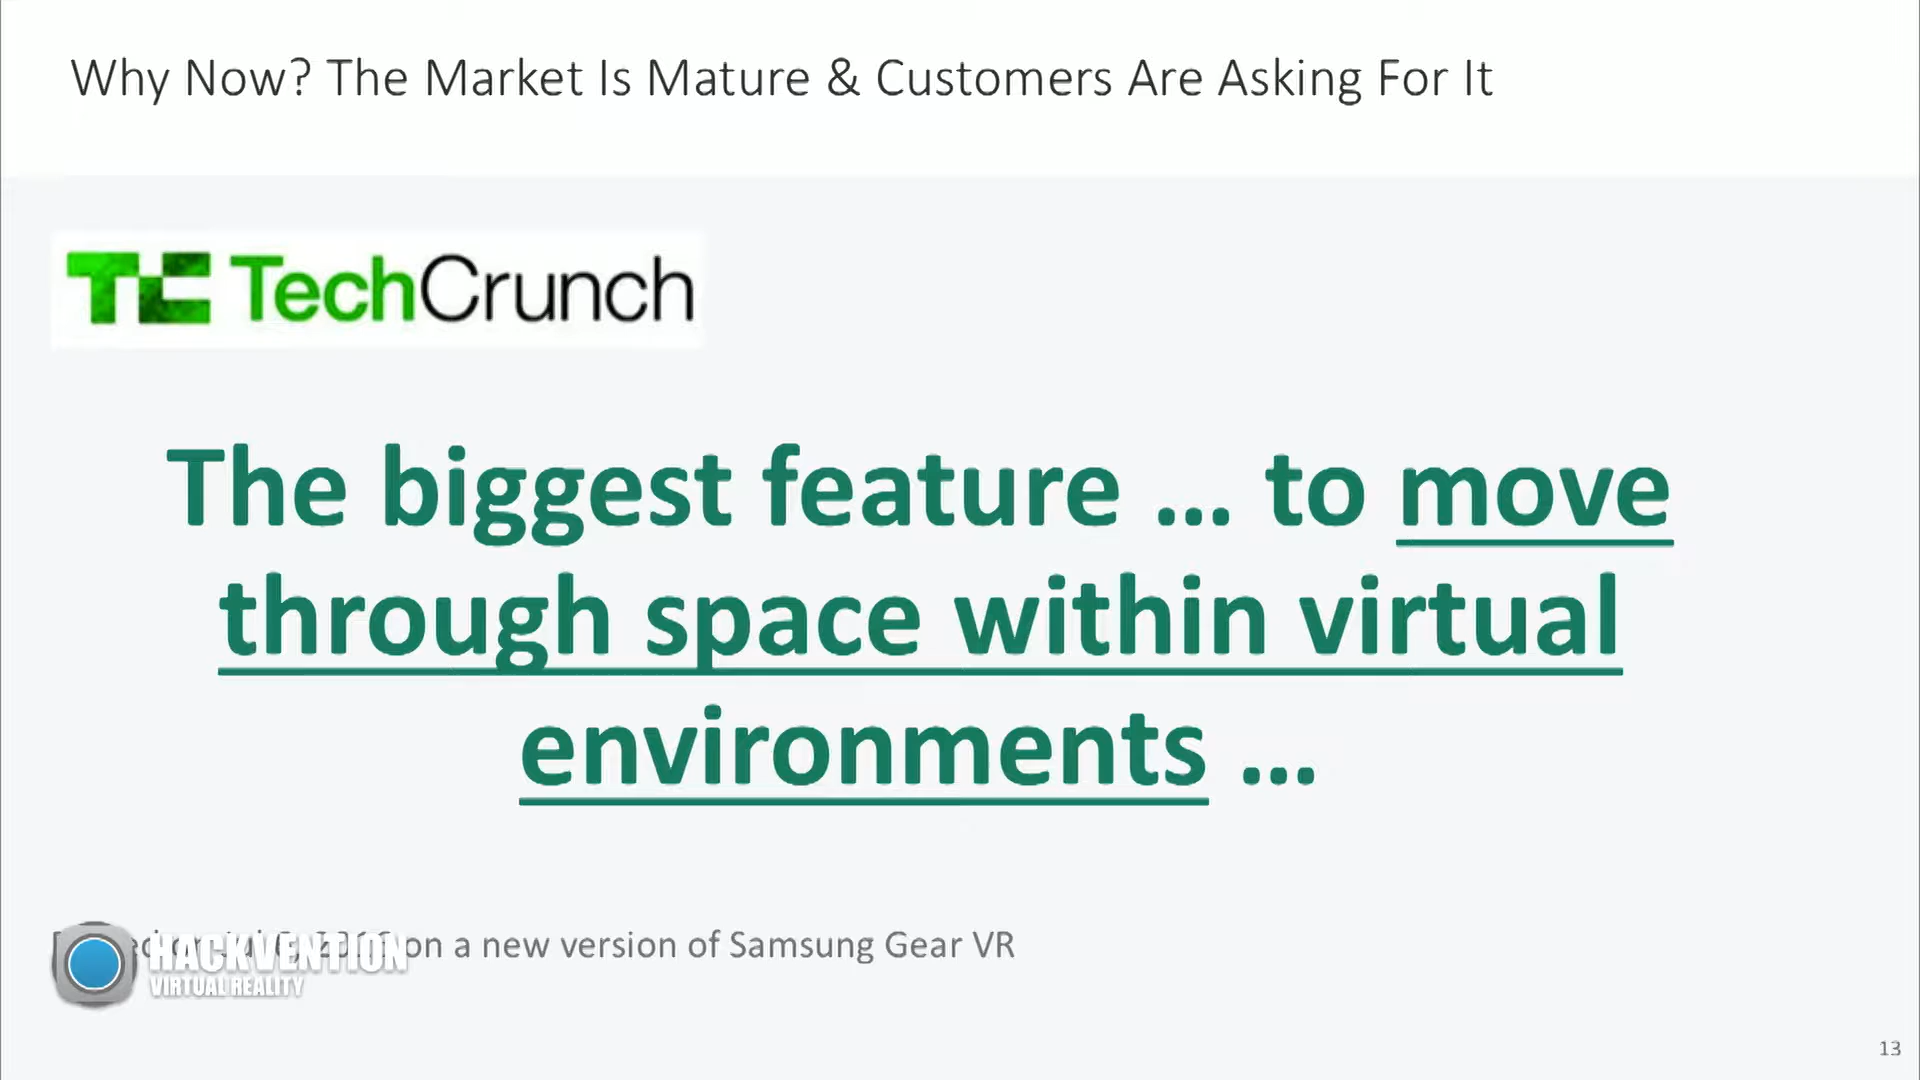 Why Now? The Market Is Mature & Customers Are Asking For It
TC TechCrunch
The biggest feature ... to move
through space within virtual
environments ...
on a new version of Samsung Gear VR
HACKVENTION
VIRTUAL REALITY
13